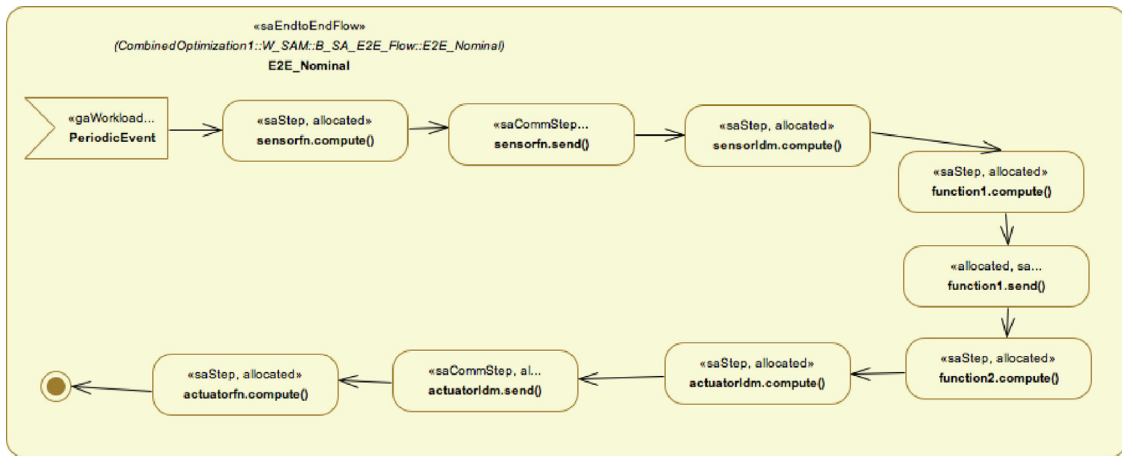 «saEndtoEndFlow»
(CombinedOptimization1::W_SAM::B_SA_E2E_Flow::E2E_Nominal)
E2E_Nominal
«gaWorkload...
PeriodicEvent
«saStep, allocated»
sensorfn.compute()
«saCommStep...
sensorfn.send()
«saStep, allocated»
sensorldm.compute()
«saStep, allocated»
function1.compute()
«allocated, sa...
function1.send()
«saStep, allocated»
function2.compute()
«saStep, allocated»
actuatorldm.compute()
«saCommStep, al...
actuatorldm.send()
«saStep, allocated»
actuatorfn.compute()